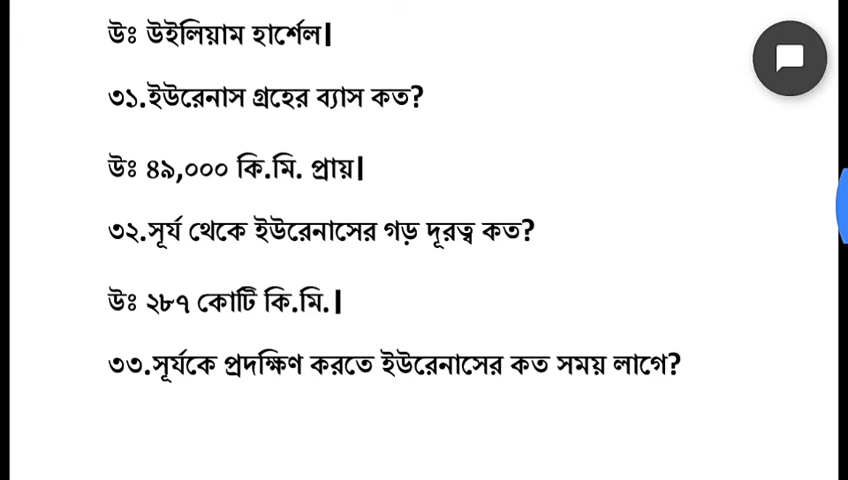 উঃ উইলিয়াম হার্শেল|
৩১.ইউরেনাস গ্রহের ব্যাস কত?
উঃ ৪৯,০০০ কি.মি. প্রায়|
৩২.সূর্য থেকে ইউরেনাসের গড় দূরত্ব কত?
উঃ ২৮৭ কোটি কি.মি.|
৩৩.সূর্যকে প্রদক্ষিণ করতে ইউরেনাসের কত সময় লাগে?